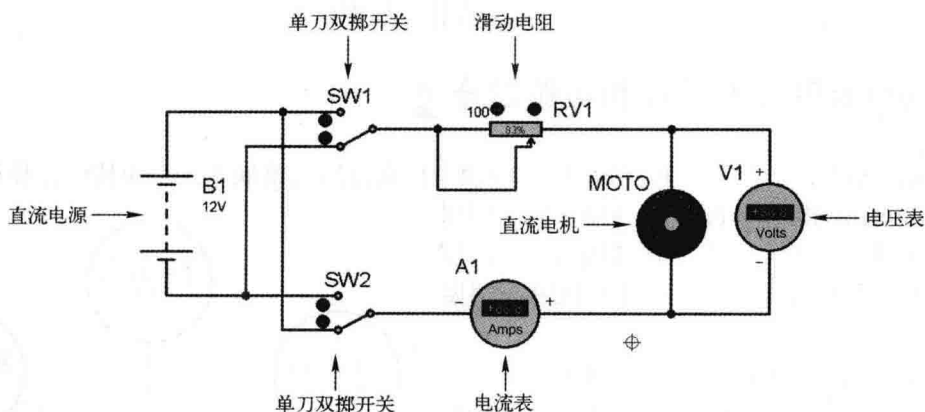 单刀双掷开关
滑动电阻
SW1
100
RV1
83%
B1
12V
直流电源
MOTO
直流电机
V1
+
Volts
-
电压表
SW2
A1
-
+
Amps
单刀双掷开关
电流表